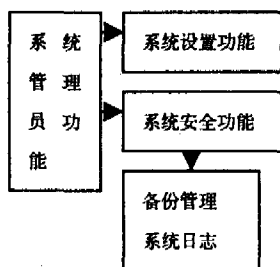 系 统
管 理
员 功
能
系统设置功能
系统安全功能
备份管理
系统日志